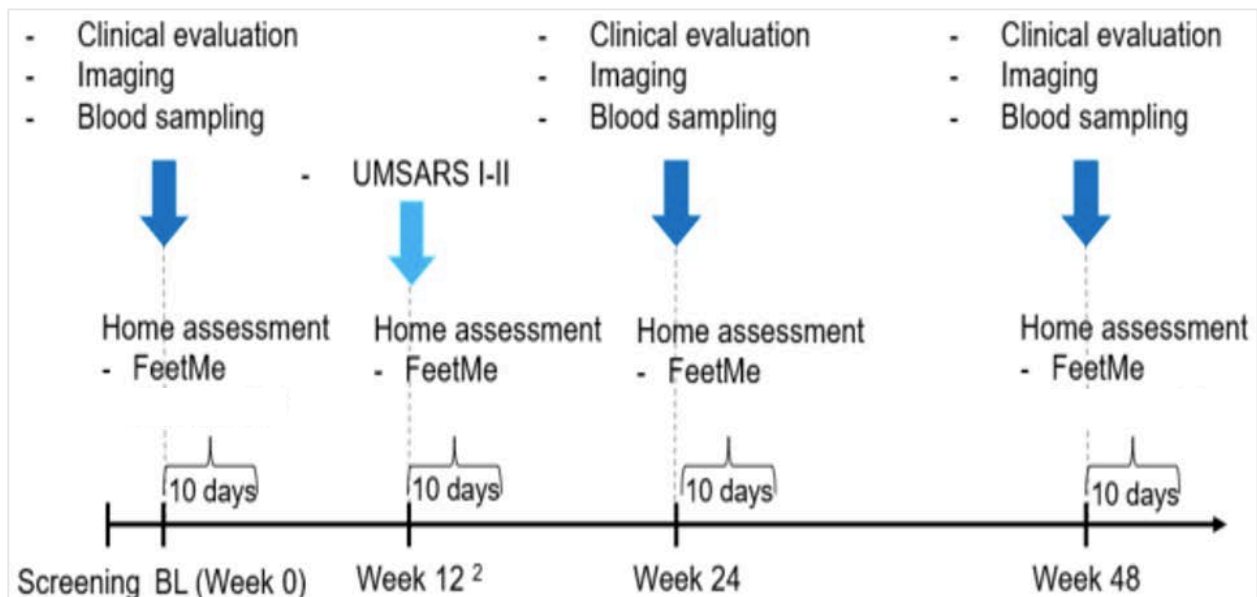 - Clinical evaluation
- Imaging
- Blood sampling
- Clinical evaluation
- Imaging
- Blood sampling
- Clinical evaluation
- Imaging
- Blood sampling
- UMSARS I-II
Home assessment
- FeetMe
Home assessment
- FeetMe
Home assessment
- FeetMe
Home assessment
- FeetMe
10 days
10 days
10 days
10 days
Screening
BL (Week 0)
Week 12 ²
Week 24
Week 48